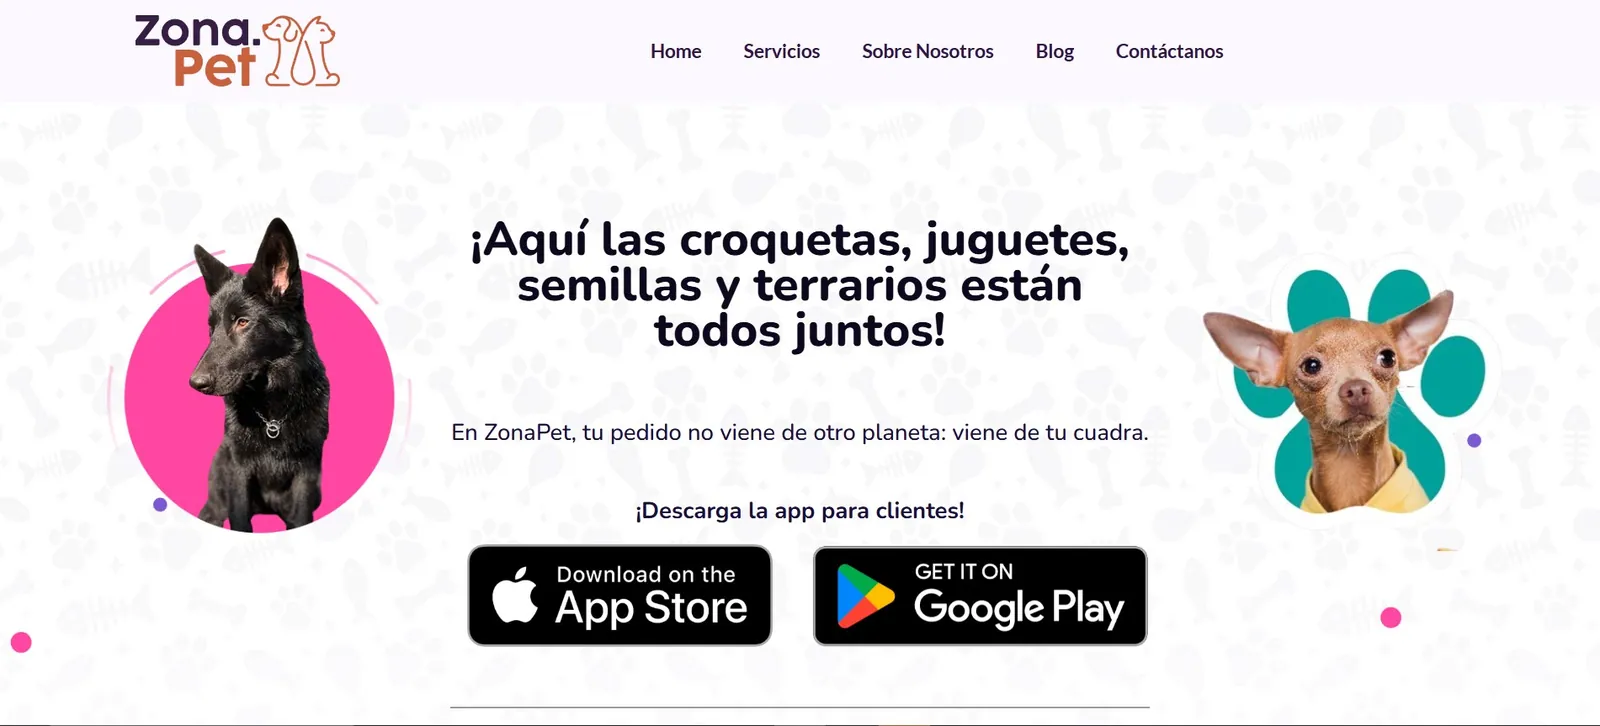 Zona.
Pet
Home
Servicios
Sobre Nosotros
Blog
Contáctanos
¡Aquí las croquetas, juguetes,
semillas y terrarios están
todos juntos!
En ZonaPet, tu pedido no viene de otro planeta: viene de tu cuadra.
¡Descarga la app para clientes!
Download on the
App Store
GET IT ON
Google Play